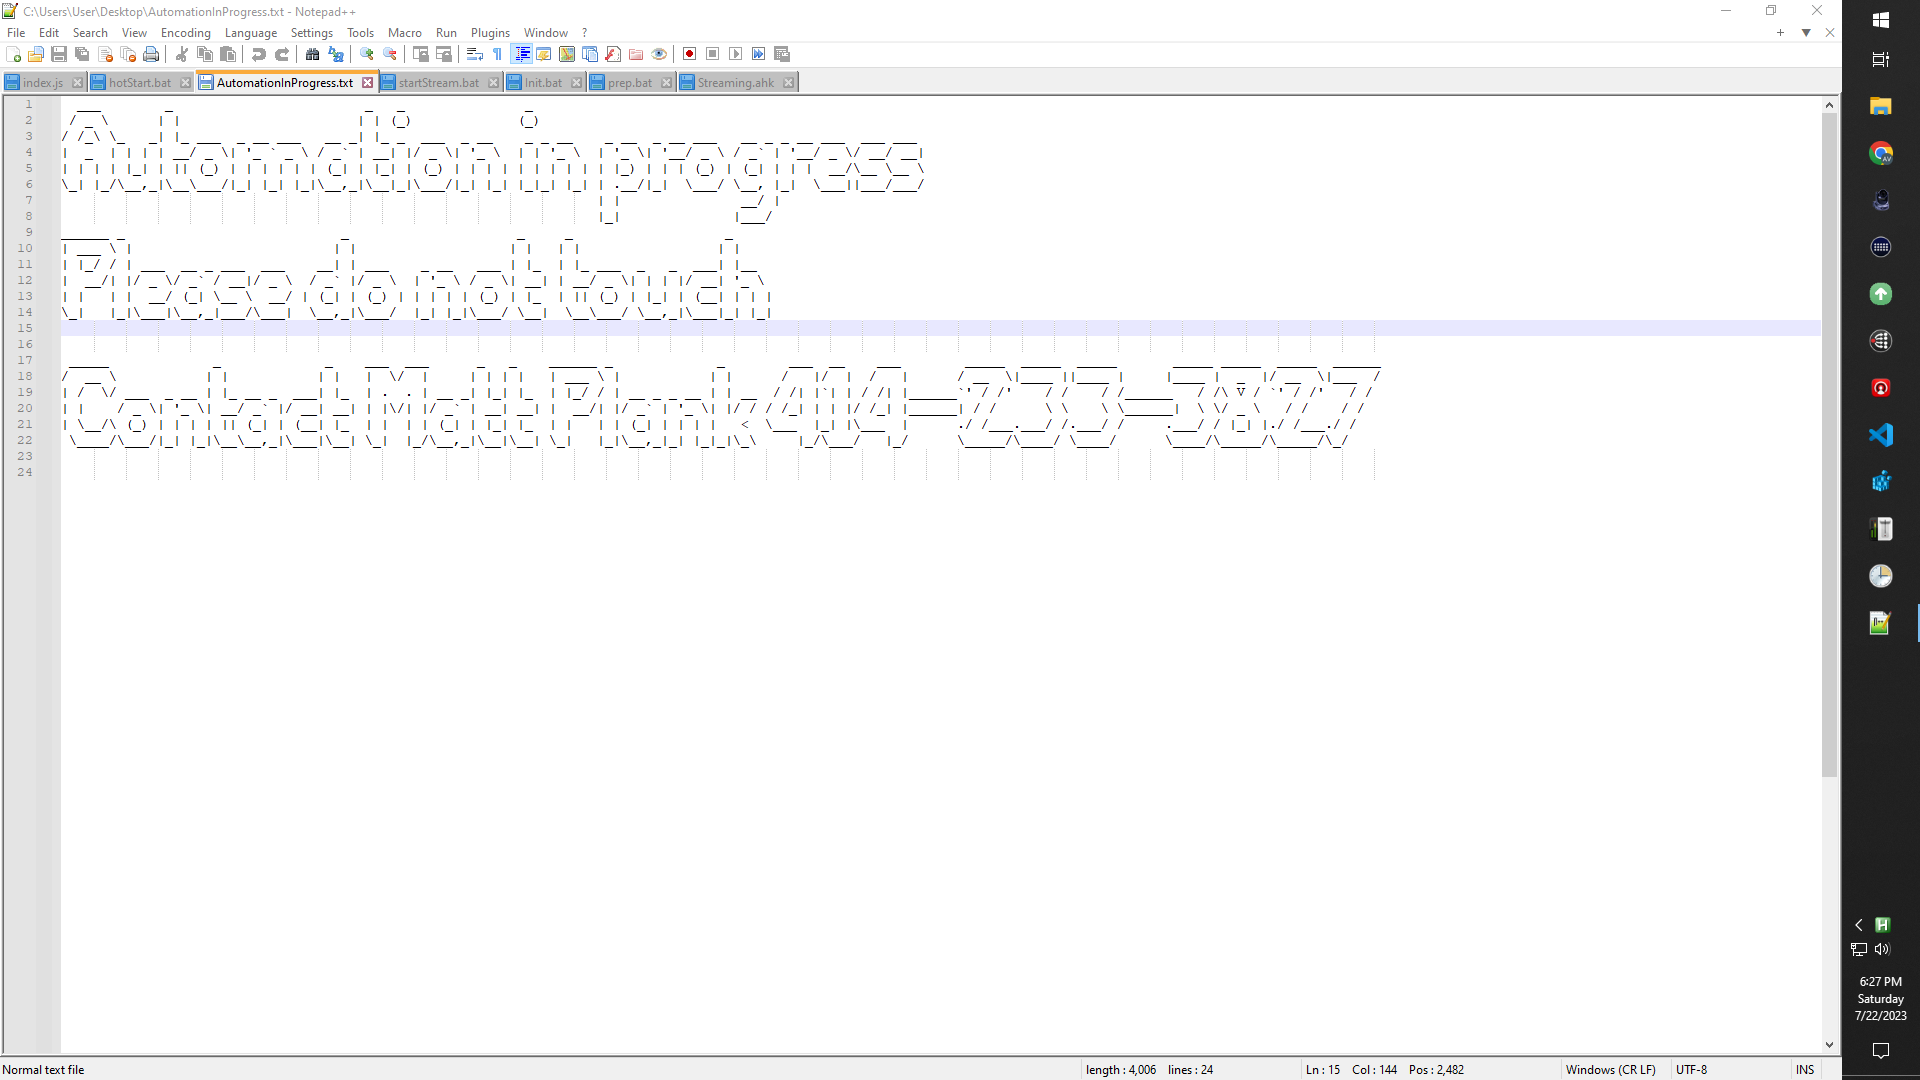 C:\Users\User\Desktop\AutomationInProgress.txt - Notepad++
File Edit Search View Encoding Language Settings Tools Macro Run Plugins Window ?
index.js hotStart.bat AutomationInProgress.txt startStream.bat Init.bat prep.bat Streaming.ahk
1
2
3
4
5
6
7
8
9
10
11
12
13
14
15
16
17
18
19
20
21
22
23
24
Automation in progress
Please do not touch
Contact Matt Plank 414-233-3827
6:27 PM
Saturday
7/22/2023
Normal text file length : 4,006 lines : 24 Ln : 15 Col : 144 Pos : 2,482 Windows (CR LF) UTF-8 INS